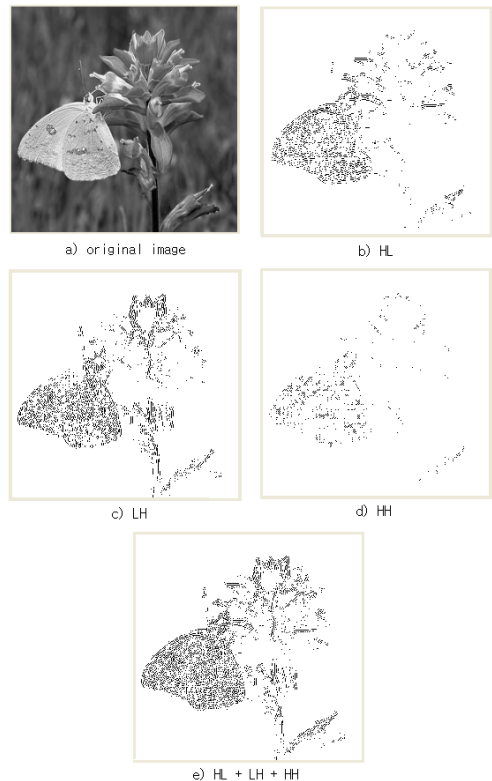 a) original image
b) HL
c) LH
d) HH
e) HL + LH + HH